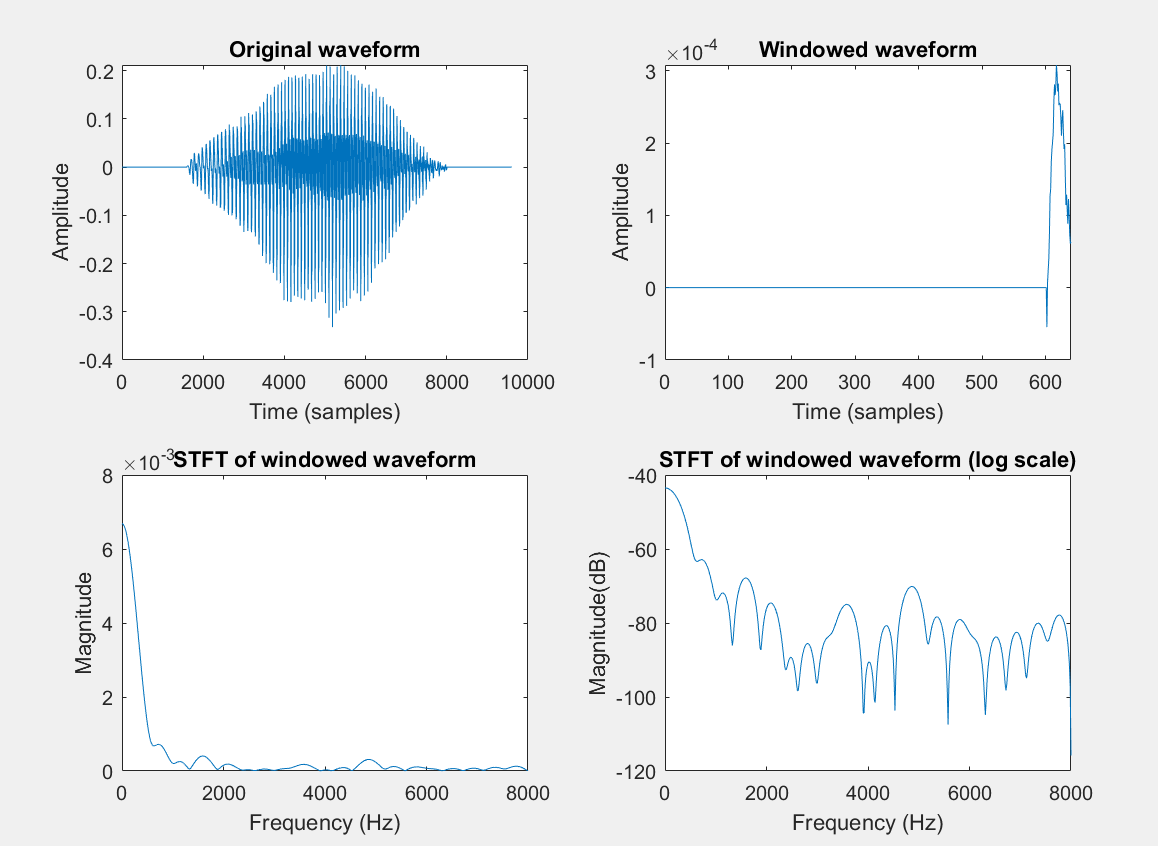 Original waveform
0.2
0.1
0
-0.1
-0.2
-0.3
-0.4
0 2000 4000 6000 8000 10000
Time (samples)
Amplitude
Windowed waveform
×10-4
3
2
1
0
-1
0 100 200 300 400 500 600
Time (samples)
Amplitude
STFT of windowed waveform
×10-3
8
6
4
2
0
0 2000 4000 6000 8000
Frequency (Hz)
Magnitude
STFT of windowed waveform (log scale)
-40
-60
-80
-100
-120
0 2000 4000 6000 8000
Frequency (Hz)
Magnitude(dB)